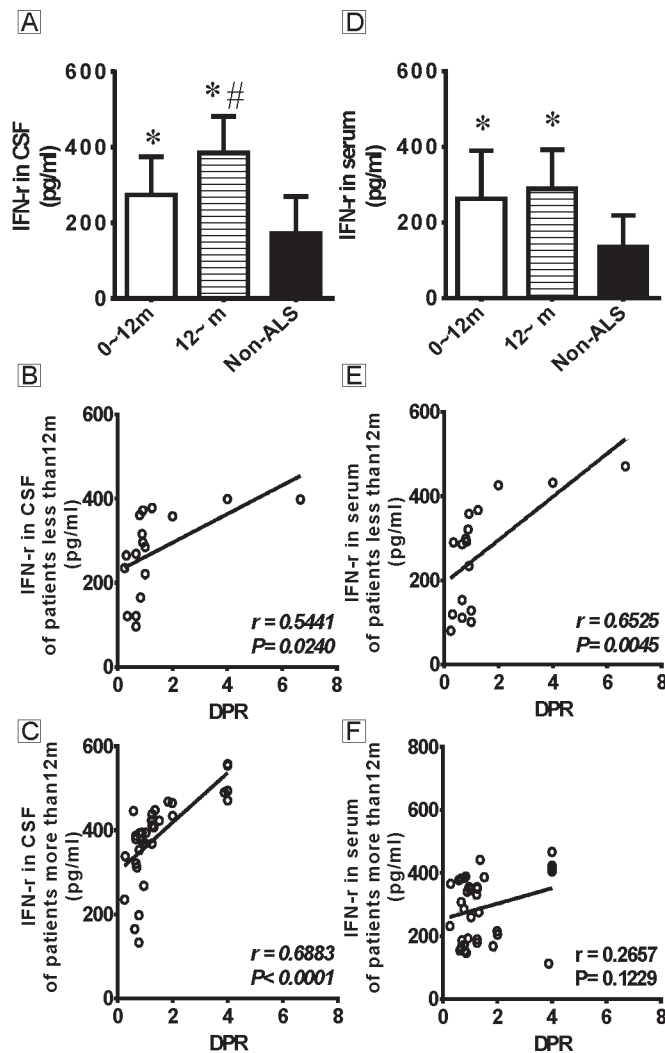 A
IFN-r in CSF
(pg/ml)
600
400
200
0
*
* #
0~12m
12~ m
Non-ALS
D
IFN-r in serum
(pg/ml)
600
400
200
0
*
*
0~12m
12~ m
Non-ALS
B
IFN-r in CSF
of patients less than12m
(pg/ml)
600
400
200
0
r = 0.5441
P= 0.0240
0 2 4 6 8
DPR
E
IFN-r in serum
of patients less than12m
(pg/ml)
600
400
200
0
r = 0.6525
P= 0.0045
0 2 4 6 8
DPR
C
IFN-r in CSF
of patients more than12m
(pg/ml)
600
400
200
0
r = 0.6883
P< 0.0001
0 2 4 6 8
DPR
F
IFN-r in serum
of patients more than12m
(pg/ml)
800
600
400
200
0
r = 0.2657
P= 0.1229
0 2 4 6 8
DPR